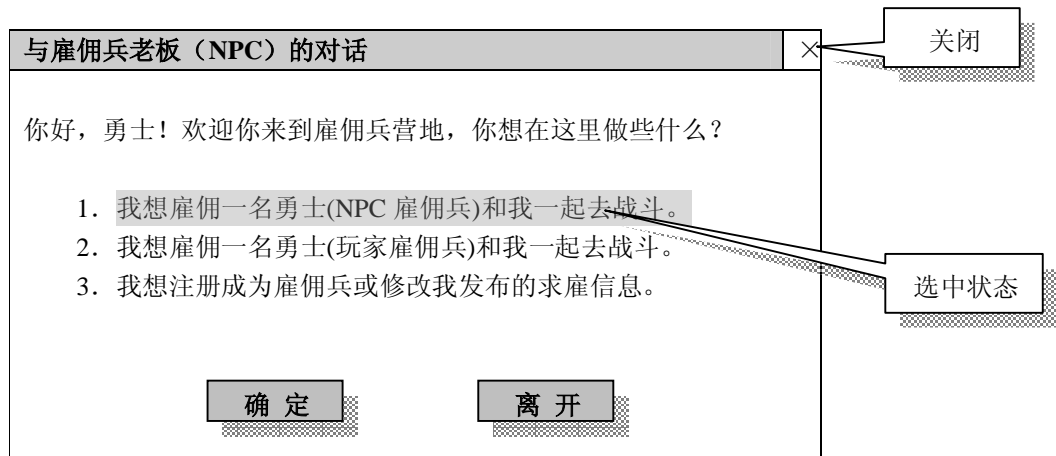 与雇佣兵老板（NPC）的对话
×
关闭
你好，勇士！欢迎你来到雇佣兵营地，你想在这里做些什么？
1．我想雇佣一名勇士(NPC 雇佣兵)和我一起去战斗。
2．我想雇佣一名勇士(玩家雇佣兵)和我一起去战斗。
3．我想注册成为雇佣兵或修改我发布的求雇信息。
选中状态
确 定
离 开